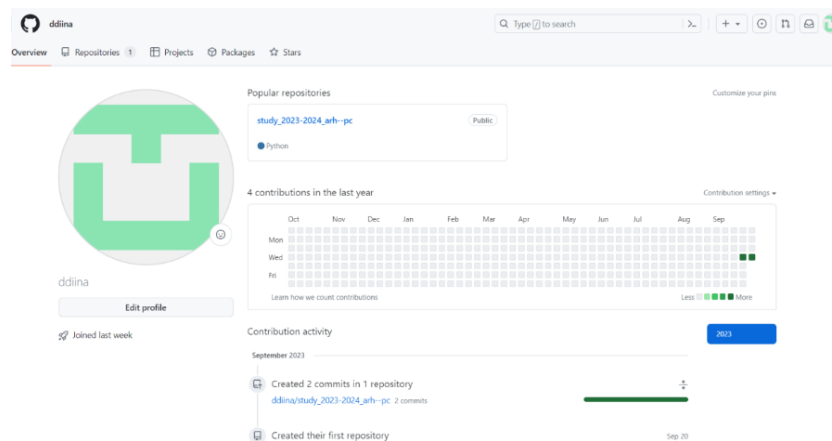 ddiina
Type / to search
Overview Repositories 1 Projects Packages Stars
Popular repositories Customize your pins
study_2023-2024_arh--pc Public
Python
4 contributions in the last year Contribution settings
Oct Nov Dec Jan Feb Mar Apr May Jun Jul Aug Sep
Mon
Wed
Fri
Learn how we count contributions Less More
ddiina
Edit profile
Joined last week
Contribution activity 2023
September 2023
Created 2 commits in 1 repository
ddiina/study_2023-2024_arh--pc 2 commits
Created their first repository Sep 20